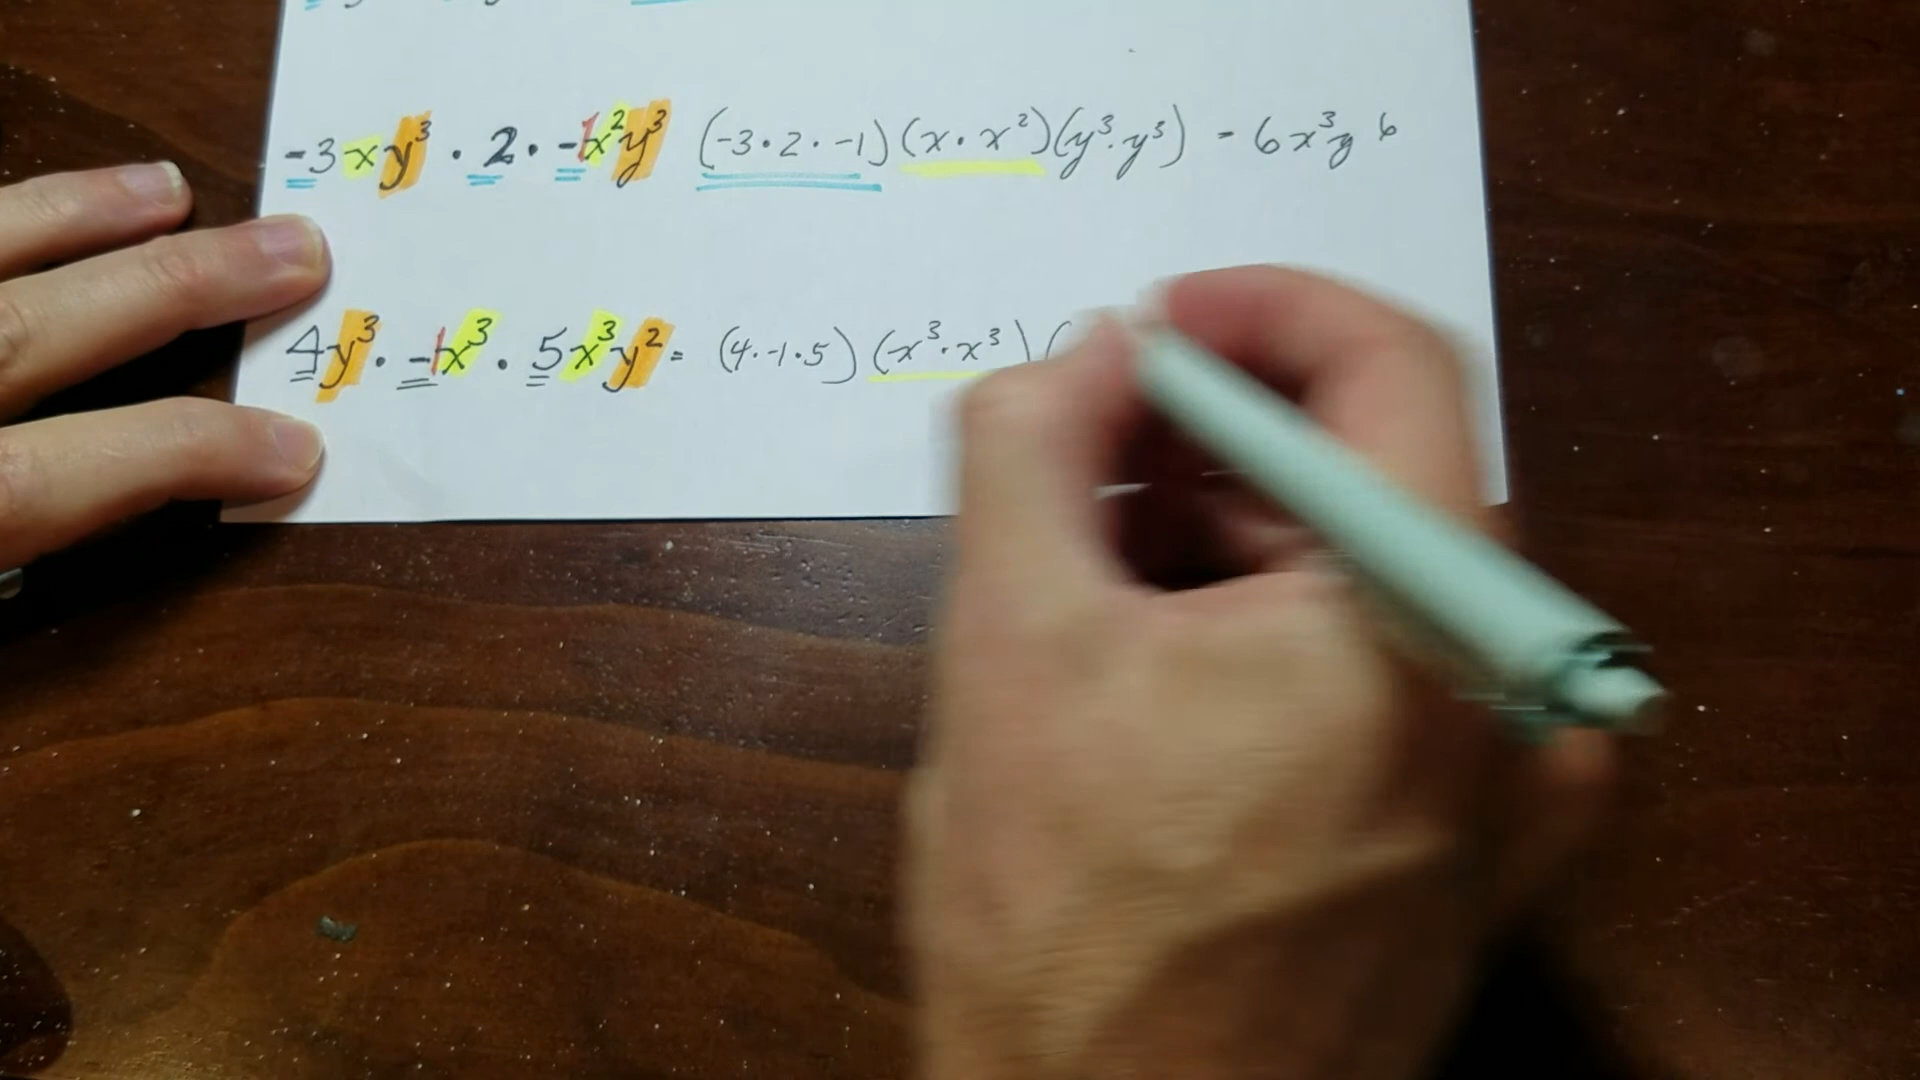 -3xy³ · 2 · -1x²y³ (-3·2·-1)(x·x²)(y³·y³) = 6x³y⁶
4y³ · -1x³ · 5x³y² = (4·-1·5)(x³·x³)(